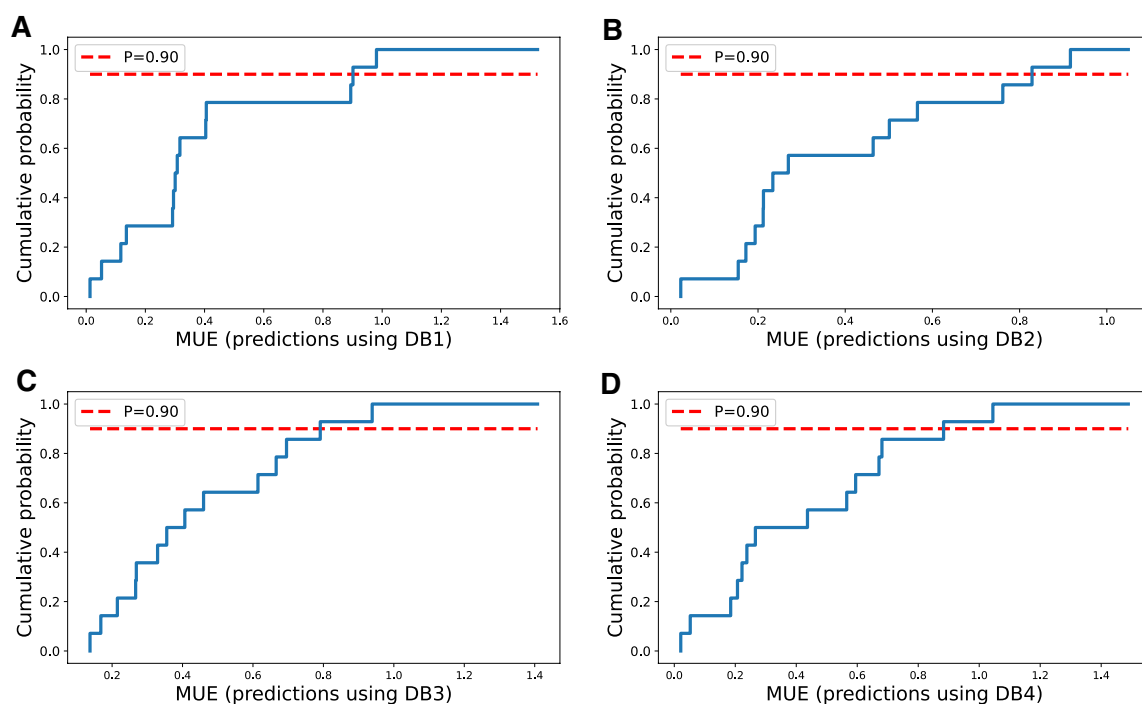 A
P=0.90
Cumulative probability
1.0
0.8
0.6
0.4
0.2
0.0
0.0 0.2 0.4 0.6 0.8 1.0 1.2 1.4 1.6
MUE (predictions using DB1)
B
P=0.90
Cumulative probability
1.0
0.8
0.6
0.4
0.2
0.0
0.0 0.2 0.4 0.6 0.8 1.0
MUE (predictions using DB2)
C
P=0.90
Cumulative probability
1.0
0.8
0.6
0.4
0.2
0.0
0.2 0.4 0.6 0.8 1.0 1.2 1.4
MUE (predictions using DB3)
D
P=0.90
Cumulative probability
1.0
0.8
0.6
0.4
0.2
0.0
0.0 0.2 0.4 0.6 0.8 1.0 1.2 1.4
MUE (predictions using DB4)